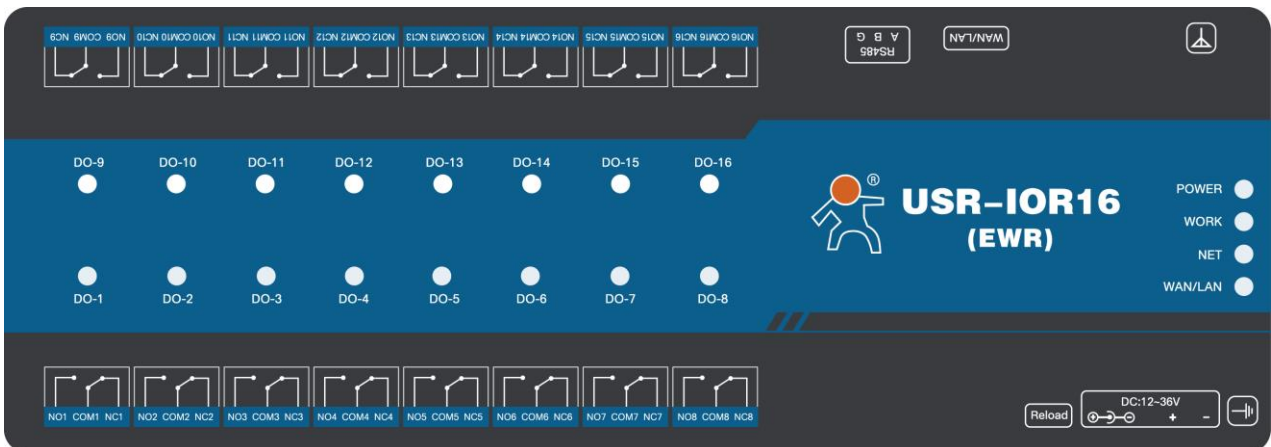 NC9 COM9 NO9 NC10 COM10 NO10 NC11 COM11 NO11 NC12 COM12 NO12 NC13 COM13 NO13 NC14 COM14 NO14 NC15 COM15 NO15 NC16 COM16 NO16
A B G
RS485
WAN/LAN
DO-9 DO-10 DO-11 DO-12 DO-13 DO-14 DO-15 DO-16
DO-1 DO-2 DO-3 DO-4 DO-5 DO-6 DO-7 DO-8
®
USR-IOR16
(EWR)
POWER
WORK
NET
WAN/LAN
NO1 COM1 NC1 NO2 COM2 NC2 NO3 COM3 NC3 NO4 COM4 NC4 NO5 COM5 NC5 NO6 COM6 NC6 NO7 COM7 NC7 NO8 COM8 NC8
Reload
DC:12~36V
+ -